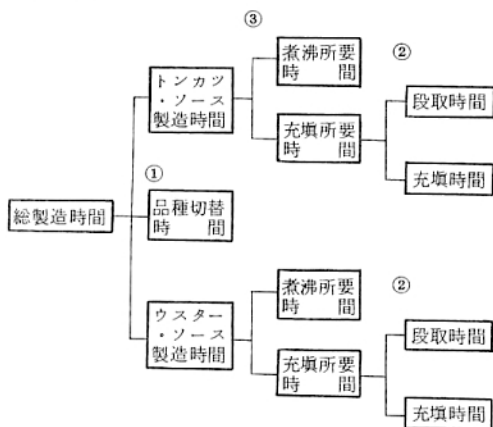 ③
煮沸所要
時 間
②
トンカツ
・ソース
製造時間
段取時間
充塡所要
時 間
充塡時間
①
総製造時間
品種切替
時 間
煮沸所要
時 間
②
ウスター
・ソース
製造時間
段取時間
充塡所要
時 間
充塡時間